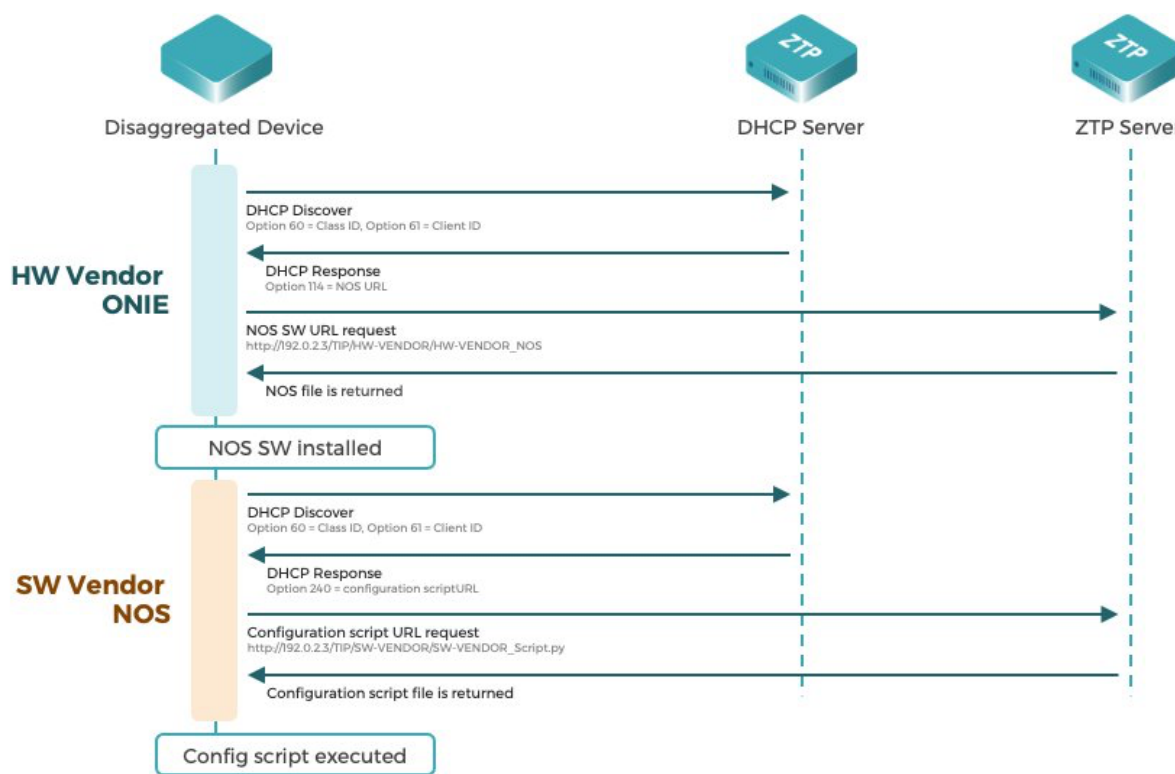 ZTP
ZTP
Disaggregated Device
DHCP Server
ZTP Serve
DHCP Discover
Option 60 = Class ID, Option 61 = Client ID
DHCP Response
Option 114 = NOS URL
HW Vendor
ONIE
NOS SW URL request
http://192.0.2.3/TIP/HW-VENDOR/HW-VENDOR_NOS
NOS file is returned
NOS SW installed
DHCP Discover
Option 60 = Class ID, Option 61 = Client ID
DHCP Response
Option 240 = configuration scriptURL
SW Vendor
NOS
Configuration script URL request
http://192.0.2.3/TIP/SW-VENDOR/SW-VENDOR_Script.py
Configuration script file is returned
Config script executed